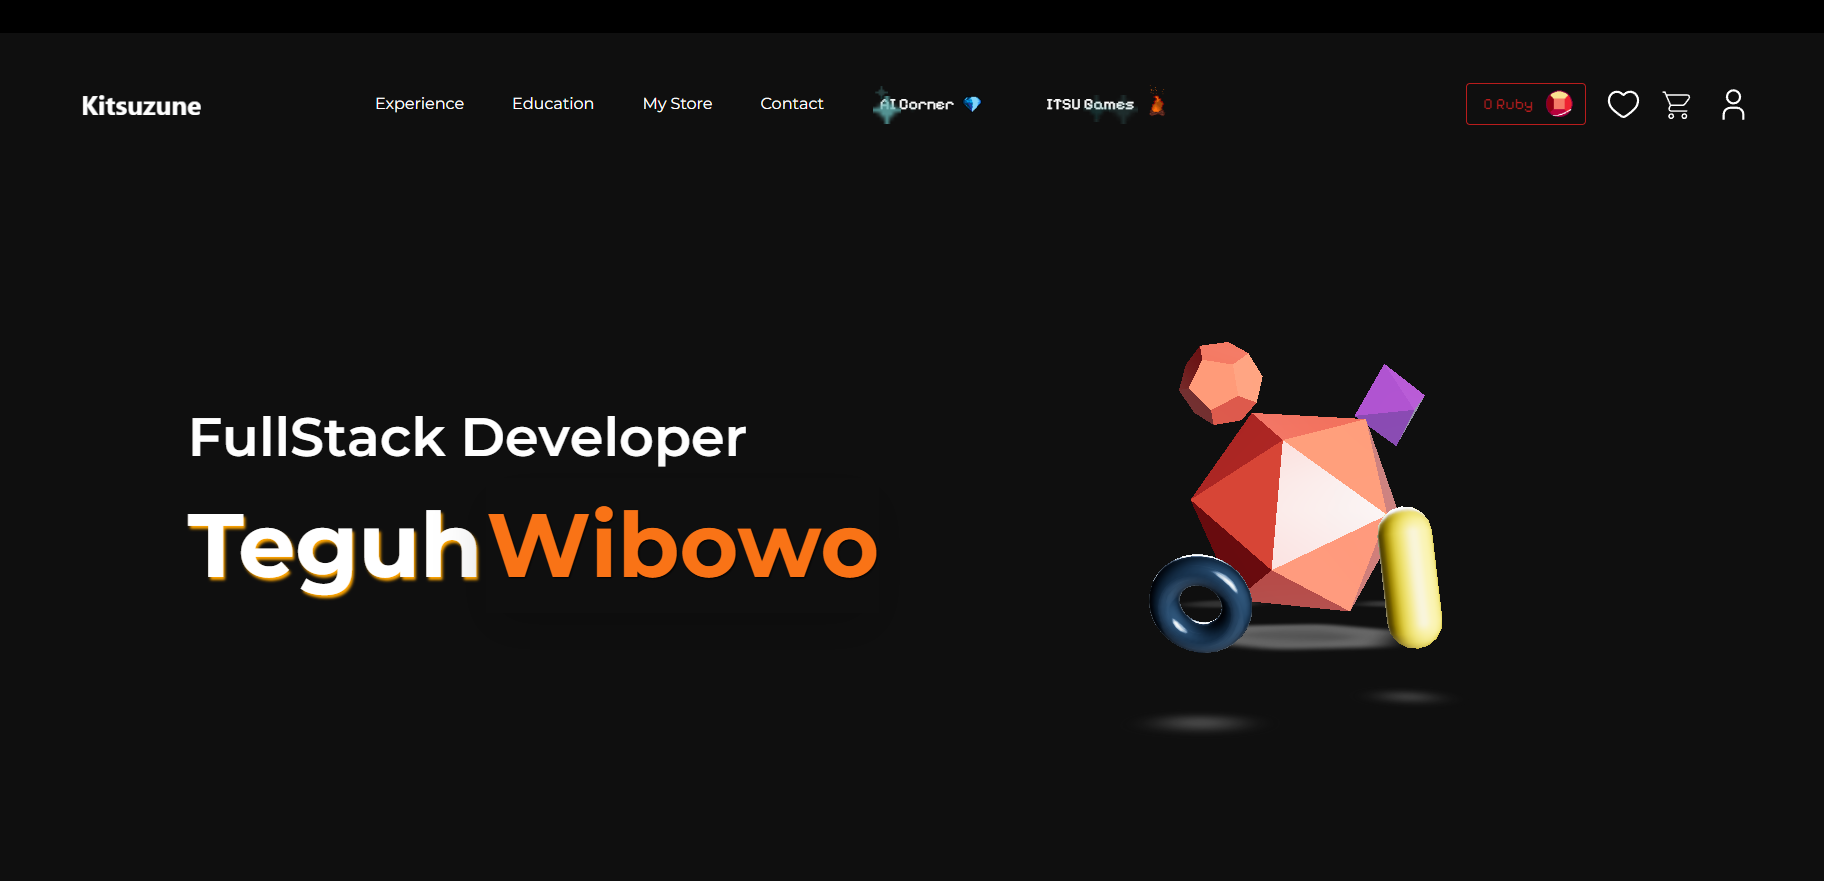 Kitsuzune
Experience
Education
My Store
Contact
AI Corner
ITSU Games
0 Ruby
FullStack Developer
Teguh Wibowo